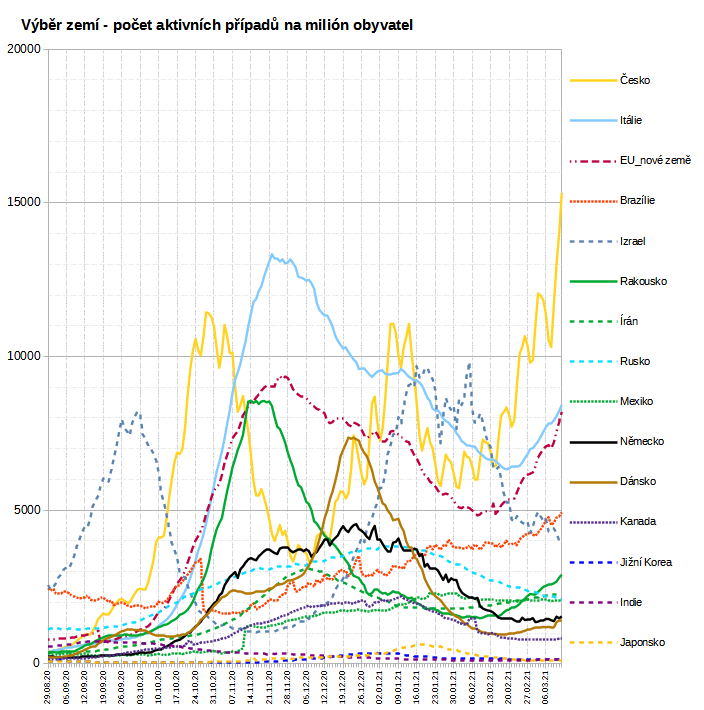 Výběr zemí - počet aktivních případů na milión obyvatel
20000
15000
10000
5000
0
Česko
Itálie
EU_nové země
Brazílie
Izrael
Rakousko
Írán
Rusko
Mexiko
Německo
Dánsko
Kanada
Jižní Korea
Indie
Japonsko
29.08.20
05.09.20
12.09.20
19.09.20
26.09.20
03.10.20
10.10.20
17.10.20
24.10.20
31.10.20
07.11.20
14.11.20
21.11.20
28.11.20
05.12.20
12.12.20
19.12.20
26.12.20
02.01.21
09.01.21
16.01.21
23.01.21
30.01.21
06.02.21
13.02.21
20.02.21
27.02.21
06.03.21